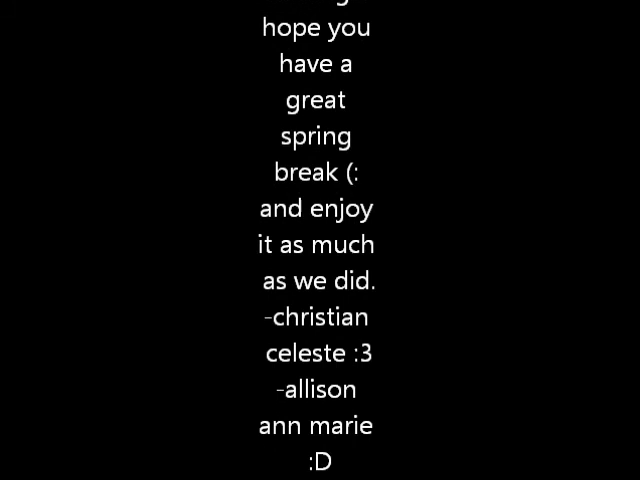 hope you
have a
great
spring
break (:
and enjoy
it as much
as we did.
-christian
celeste :3
-allison
ann marie
:D